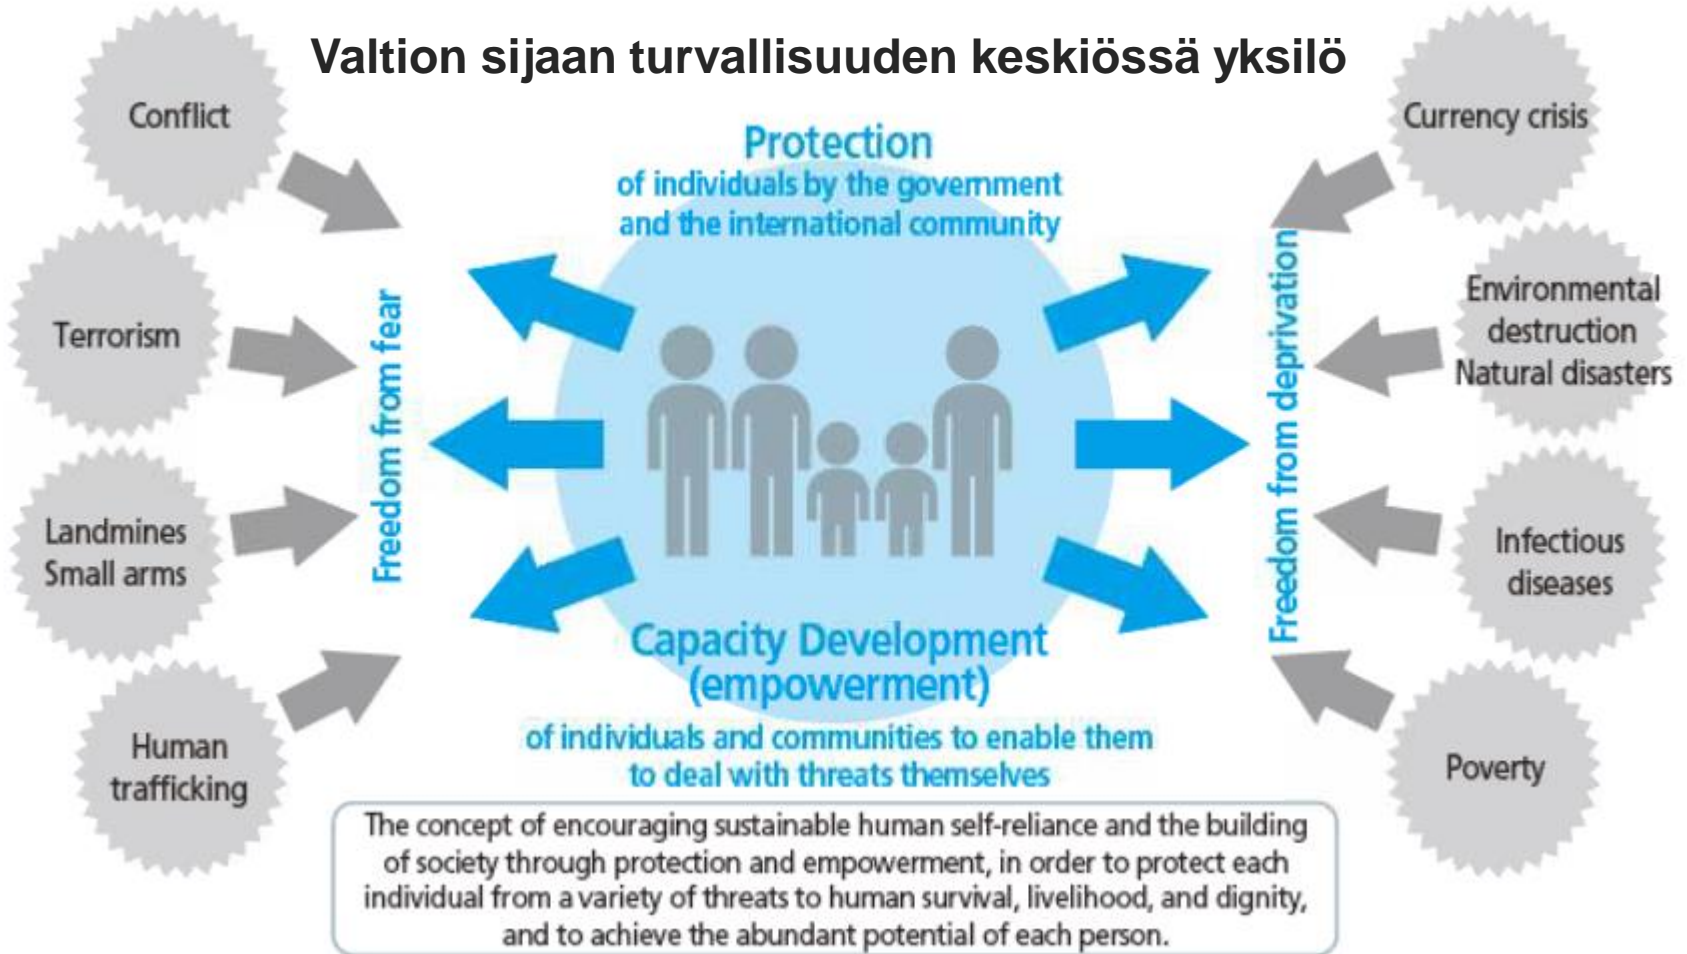 Valtion sijaan turvallisuuden keskiössä yksilö
Conflict
Terrorism
Landmines
Small arms
Human
trafficking
Freedom from fear
Protection
of individuals by the government
and the international community
Capacity Development
(empowerment)
of individuals and communities to enable them
to deal with threats themselves
Freedom from deprivation
Currency crisis
Environmental
destruction
Natural disasters
Infectious
diseases
Poverty
The concept of encouraging sustainable human self-reliance and the building
of society through protection and empowerment, in order to protect each
individual from a variety of threats to human survival, livelihood, and dignity,
and to achieve the abundant potential of each person.